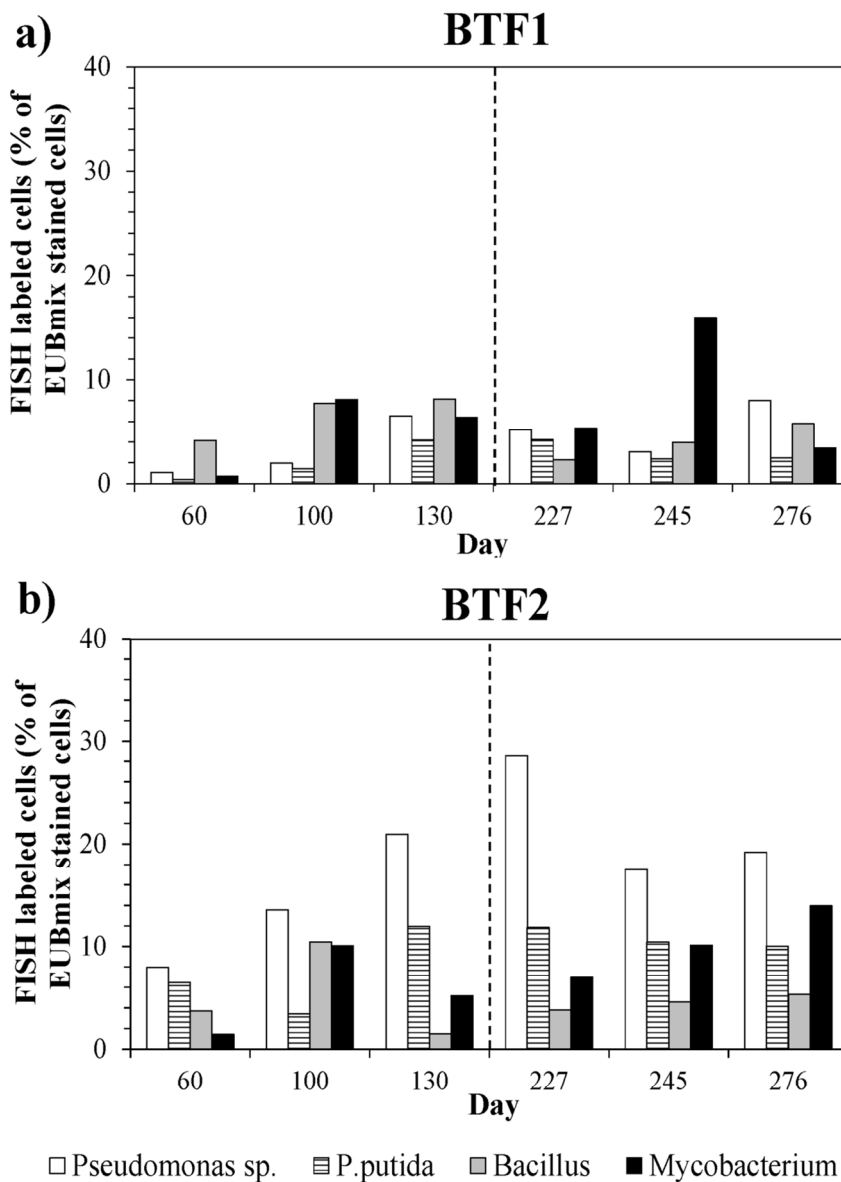 a)
BTF1
FISH labeled cells (% of
EUBmix stained cells)
40
30
20
10
0
60 100 130 227 245 276
Day
b)
BTF2
FISH labeled cells (% of
EUBmix stained cells)
40
30
20
10
0
60 100 130 227 245 276
Day
Pseudomonas sp. P.putida Bacillus Mycobacterium